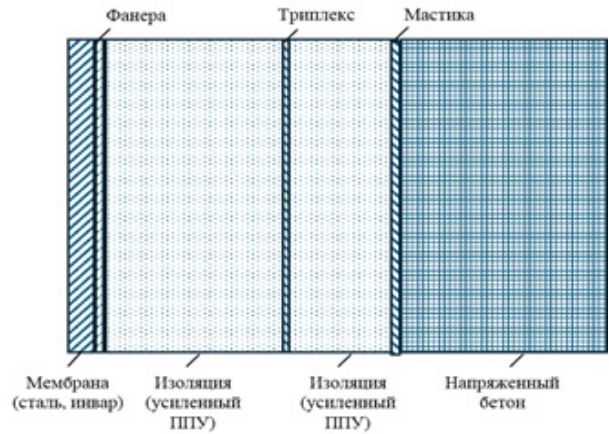 Фанера
Триплекс
Мастика
Мембрана
(сталь, инвар)
Изоляция
(усиленный
ППУ)
Изоляция
(усиленный
ППУ)
Напряженный
бетон